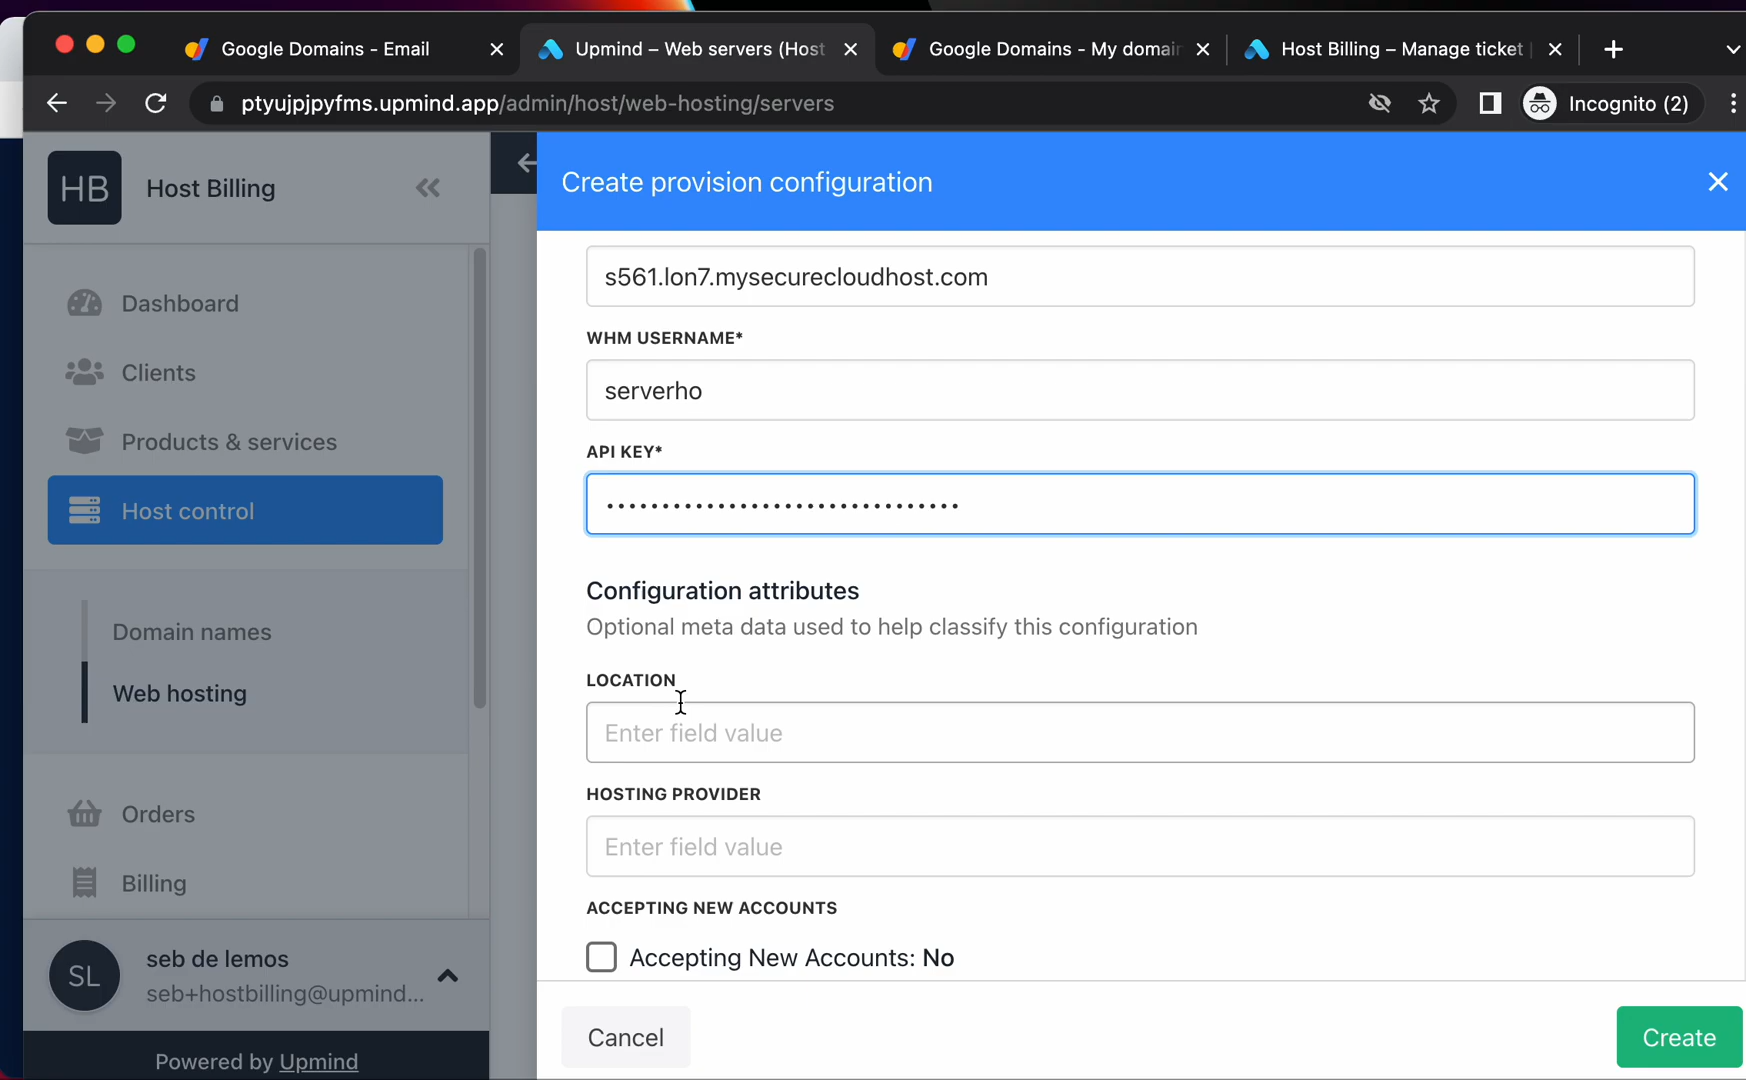 Google Domains - Email
Upmind – Web servers (Host
Google Domains - My domain
Host Billing – Manage ticket
ptyujpjpyfms.upmind.app/admin/host/web-hosting/servers
Incognito (2)
HB
Host Billing
Dashboard
Clients
Products & services
Host control
Domain names
Web hosting
Orders
Billing
SL
seb de lemos
seb+hostbilling@upmind...
Powered by Upmind
Create provision configuration
s561.lon7.mysecurecloudhost.com
WHM USERNAME*
serverho
API KEY*
••••••••••••••••••••••••••••••••
Configuration attributes
Optional meta data used to help classify this configuration
LOCATION
Enter field value
HOSTING PROVIDER
Enter field value
ACCEPTING NEW ACCOUNTS
Accepting New Accounts: No
Cancel
Create